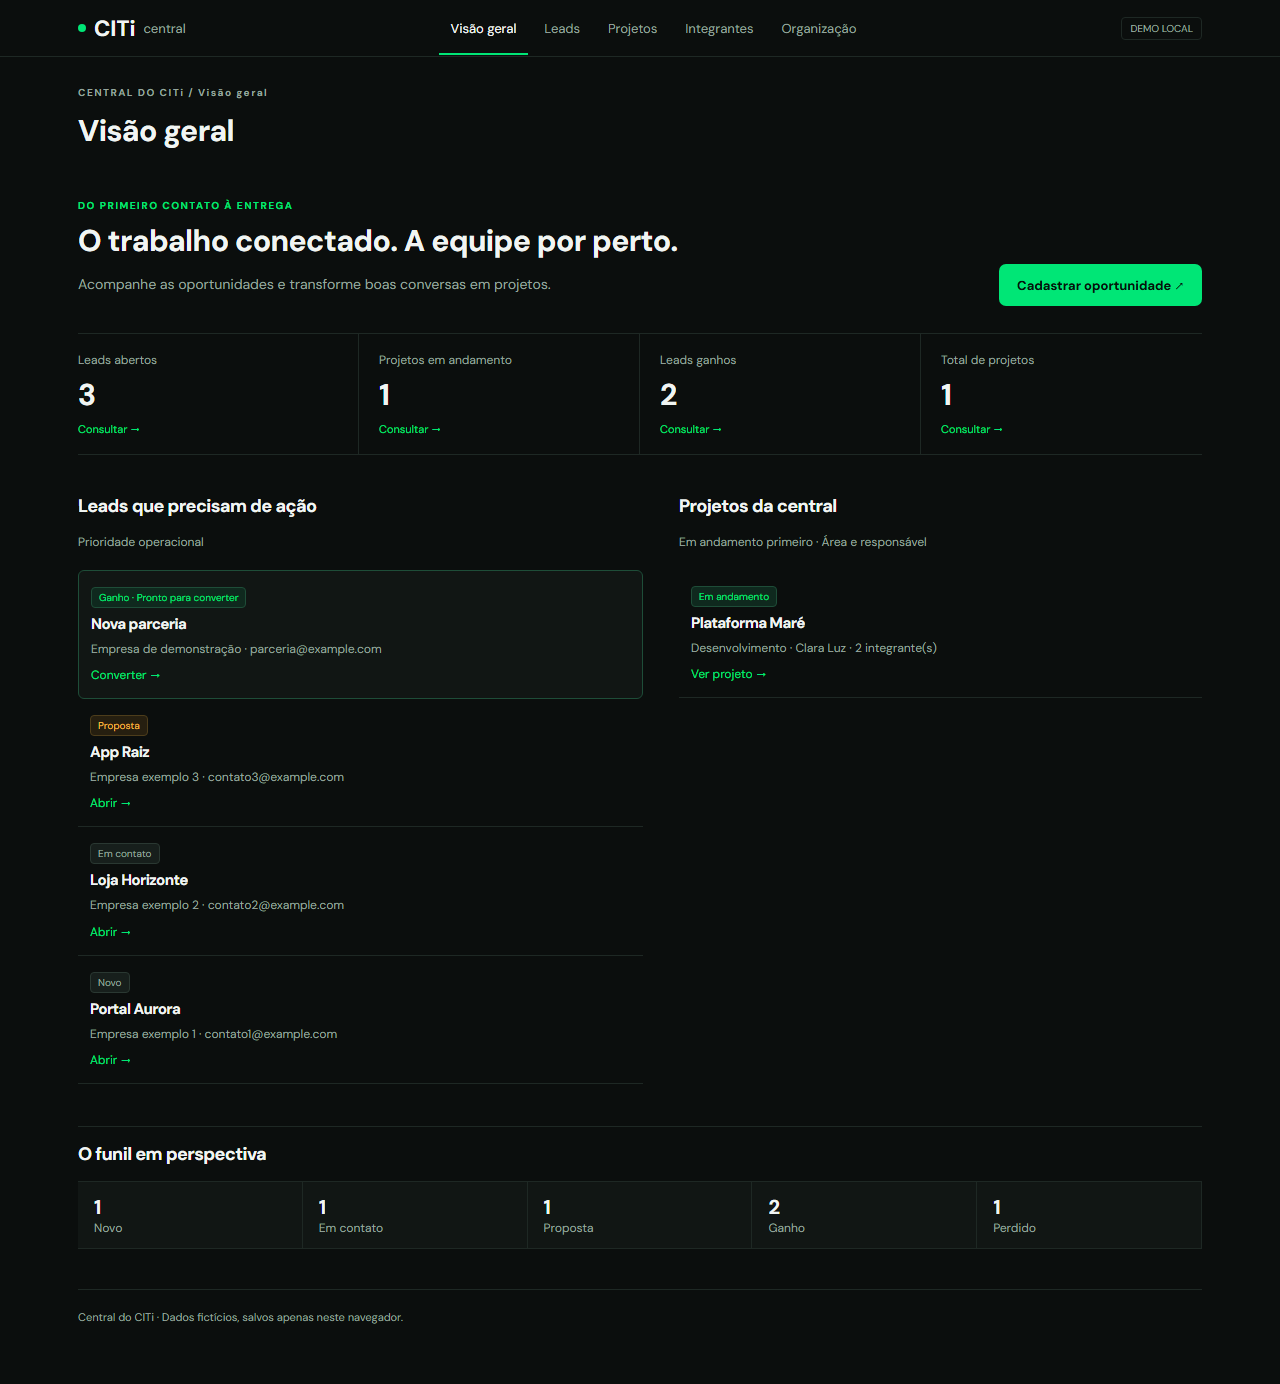 CITi central
Visão geral
Leads
Projetos
Integrantes
Organização
DEMO LOCAL
CENTRAL DO CITi / Visão geral
Visão geral
DO PRIMEIRO CONTATO À ENTREGA
O trabalho conectado. A equipe por perto.
Acompanhe as oportunidades e transforme boas conversas em projetos.
Cadastrar oportunidade ↗
Leads abertos
3
Consultar →
Projetos em andamento
1
Consultar →
Leads ganhos
2
Consultar →
Total de projetos
1
Consultar →
Leads que precisam de ação
Prioridade operacional
Ganho · Pronto para converter
Nova parceria
Empresa de demonstração · parceria@example.com
Converter →
Proposta
App Raiz
Empresa exemplo 3 · contato3@example.com
Abrir →
Em contato
Loja Horizonte
Empresa exemplo 2 · contato2@example.com
Abrir →
Novo
Portal Aurora
Empresa exemplo 1 · contato1@example.com
Abrir →
Projetos da central
Em andamento primeiro · Área e responsável
Em andamento
Plataforma Maré
Desenvolvimento · Clara Luz · 2 integrante(s)
Ver projeto →
O funil em perspectiva
1
Novo
1
Em contato
1
Proposta
2
Ganho
1
Perdido
Central do CITi · Dados fictícios, salvos apenas neste navegador.